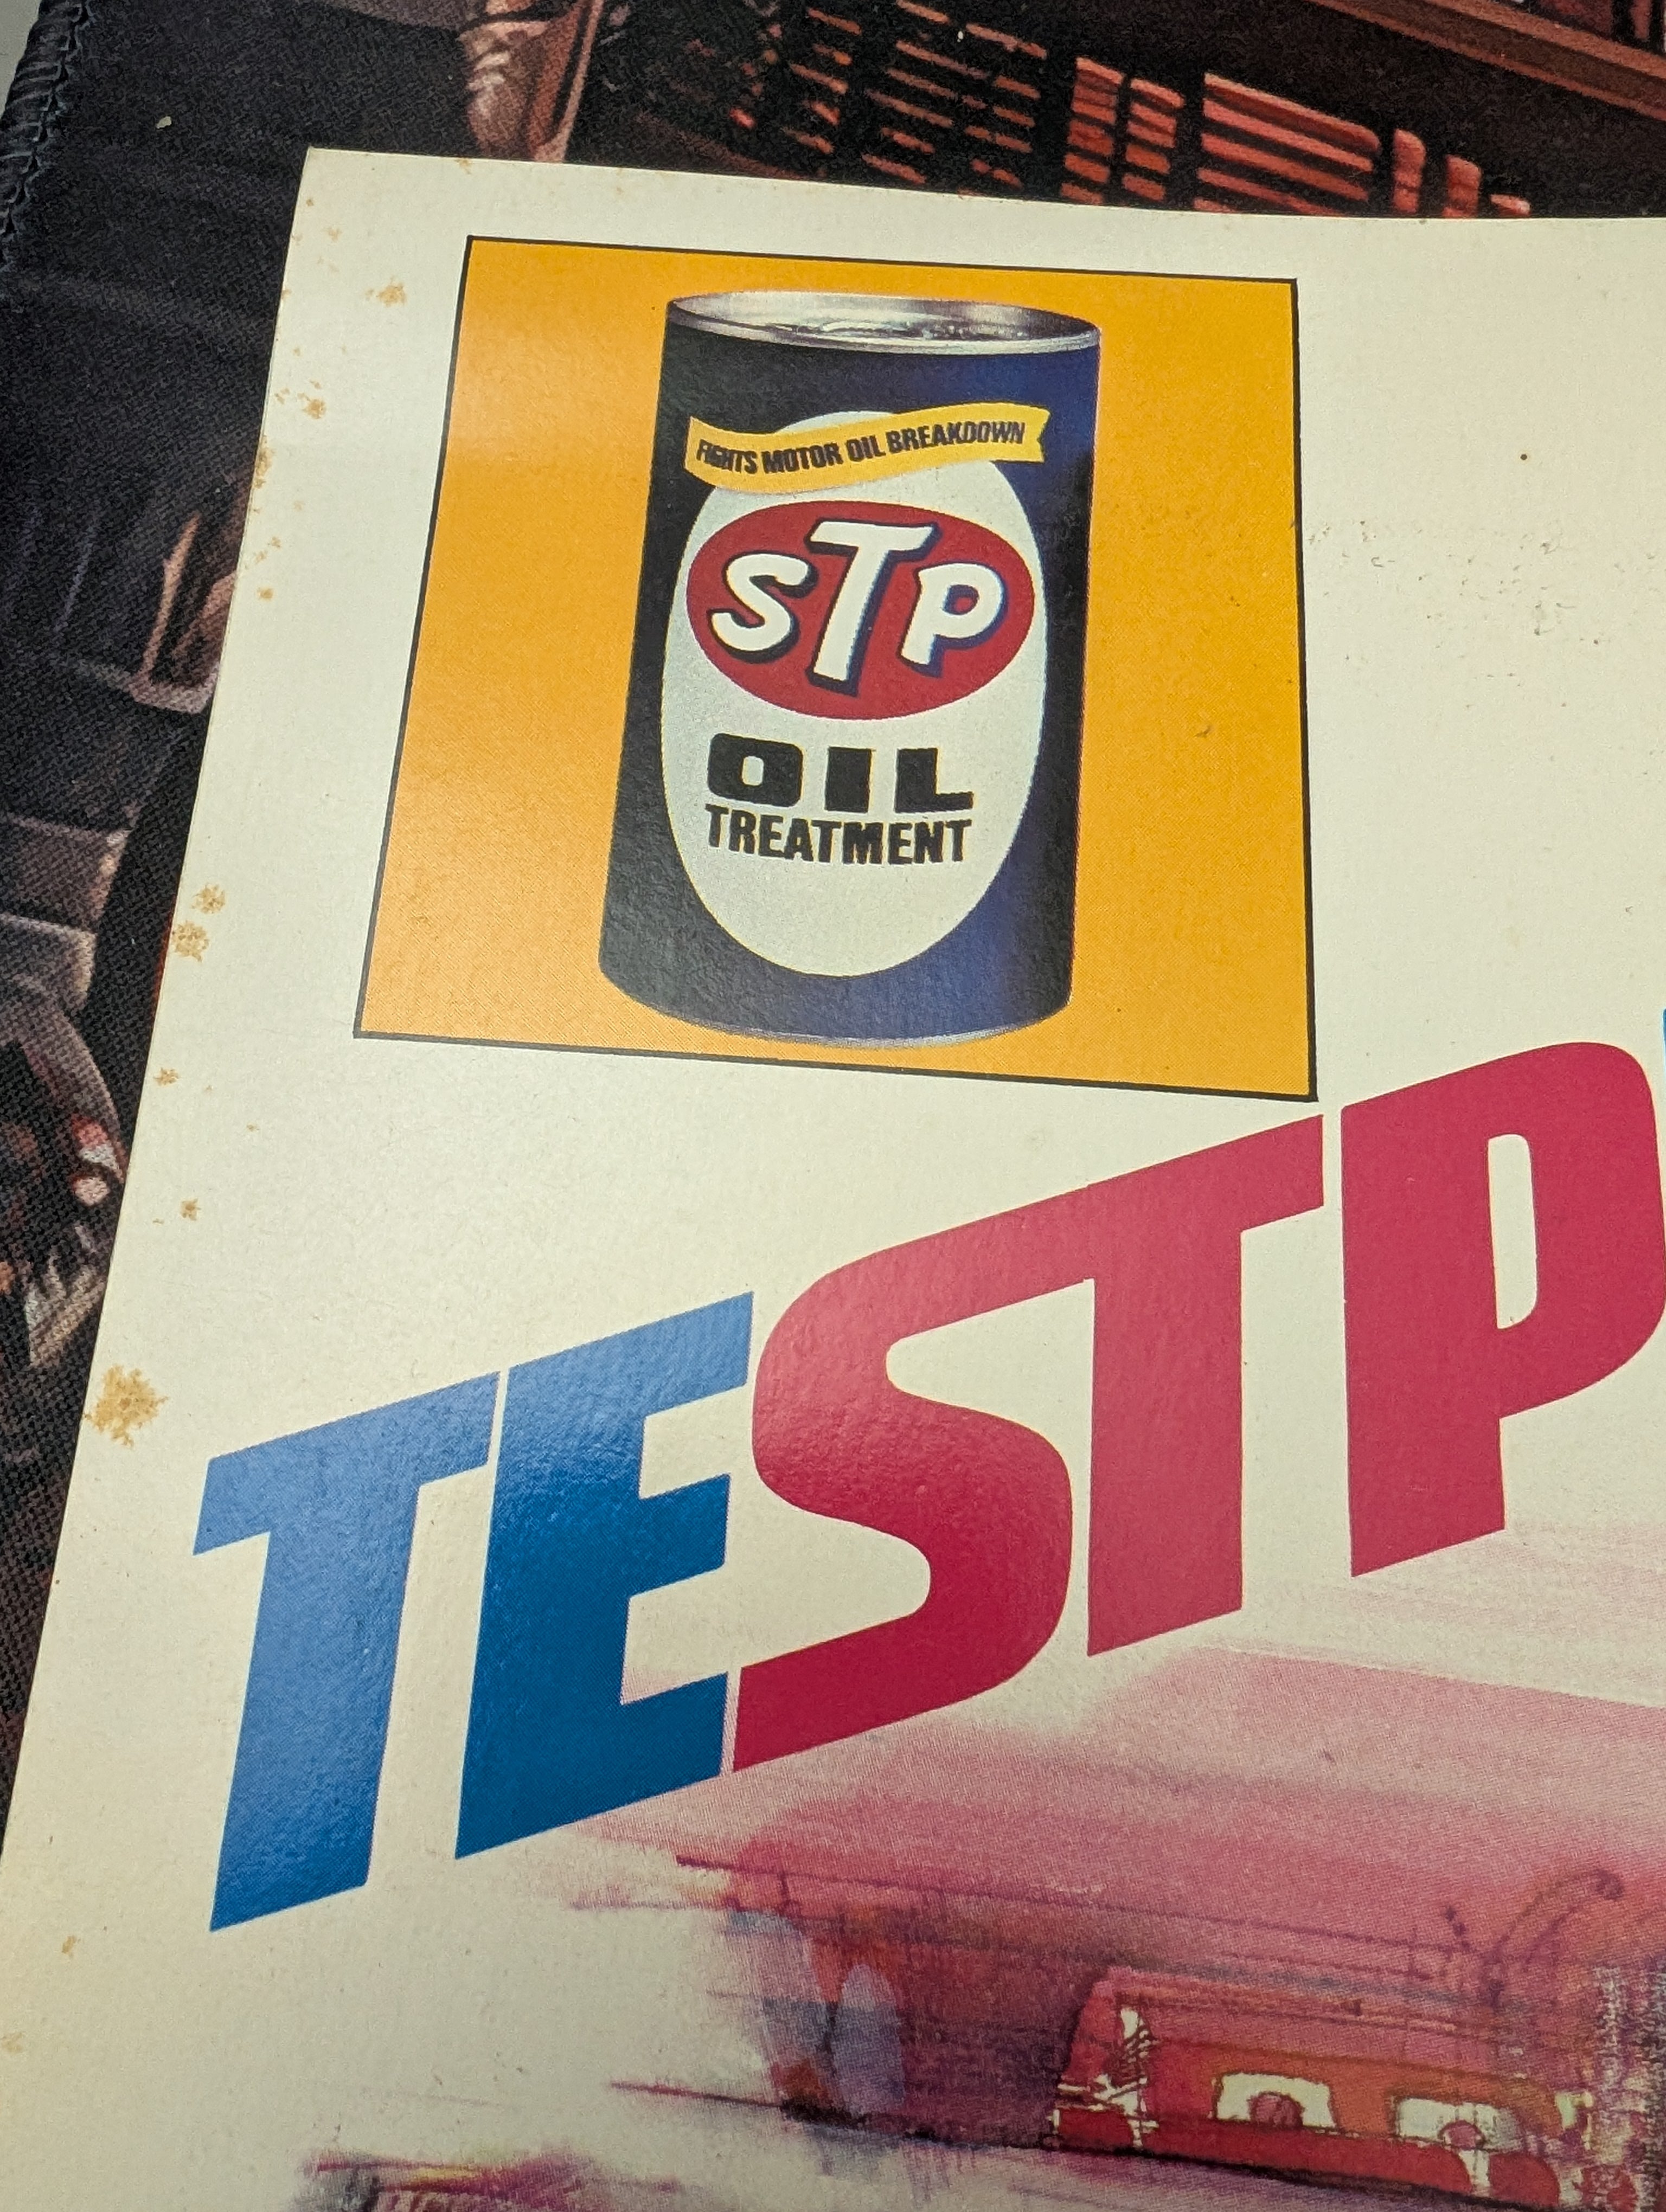 FIGHTS MOTOR OIL BREAKDOWN
STP
OIL
TREATMENT
TESTP